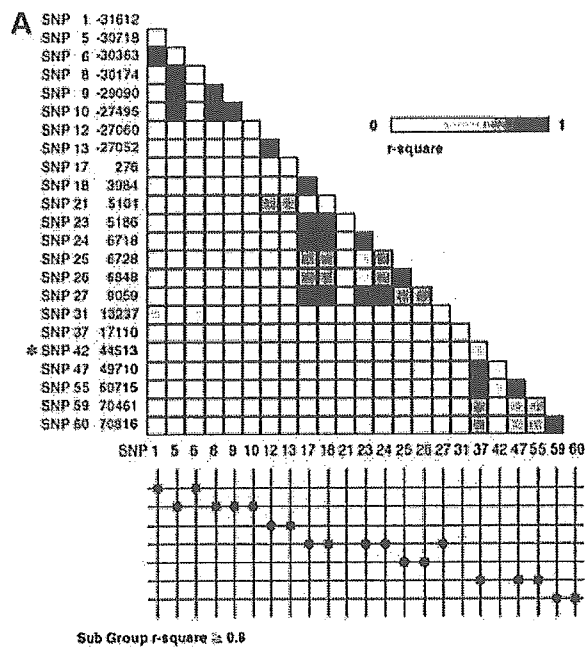 A
SNP 1 -31612
SNP 5 -30719
SNP 6 -30363
SNP 8 -30174
SNP 9 -29090
SNP 10 -27495
SNP 12 -27060
SNP 13 -27052
SNP 17 276
SNP 18 3984
SNP 21 5101
SNP 23 5186
SNP 24 6718
SNP 25 6728
SNP 26 6848
SNP 27 9059
SNP 31 13237
SNP 37 17110
* SNP 42 44513
SNP 47 49710
SNP 55 60715
SNP 59 70461
SNP 60 70816
0 1
r-square
SNP 1 5 6 8 9 10 12 13 17 18 21 23 24 25 26 27 31 37 42 47 55 59 60
Sub Group r-square ≥ 0.8